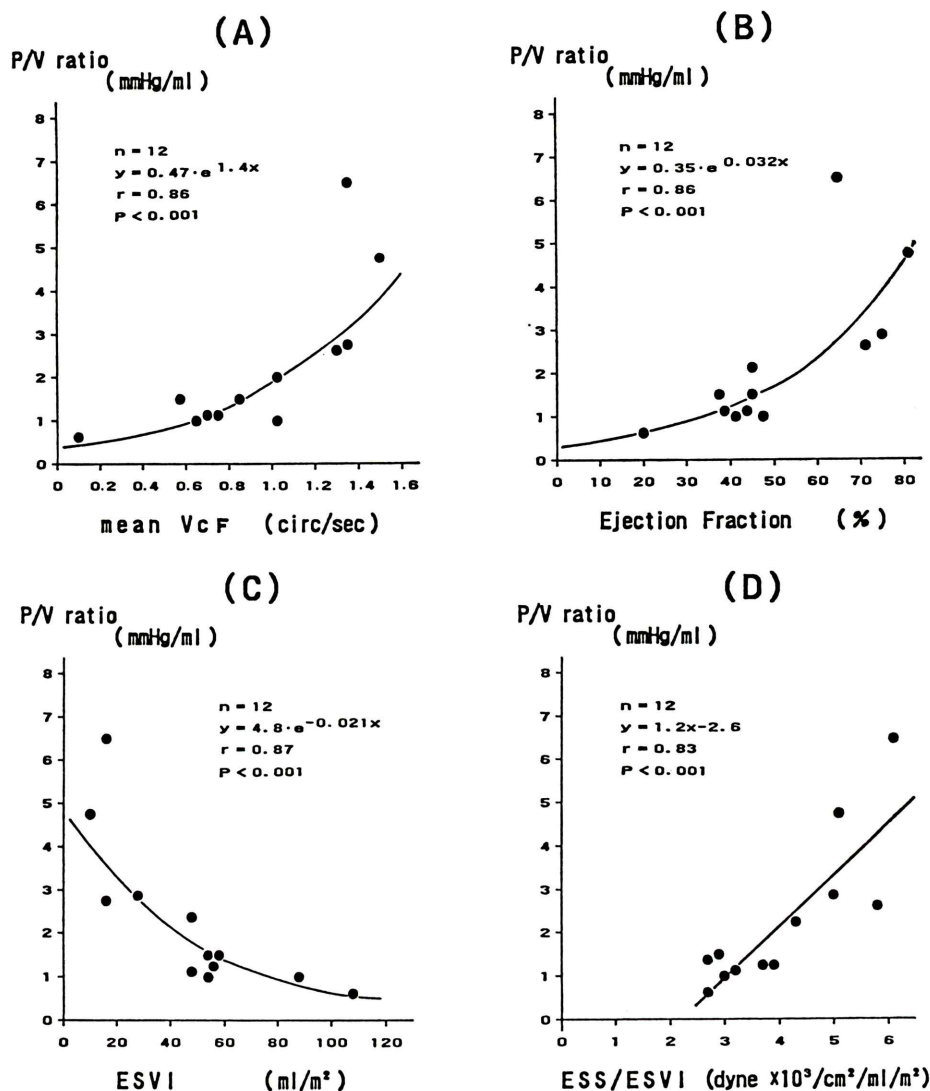 (A)
P/V ratio
(mmHg/ml)
8
7
6
5
4
3
2
1
0
n = 12
y = 0.47·e^1.4x
r = 0.86
P < 0.001
0 0.2 0.4 0.6 0.8 1.0 1.2 1.4 1.6
mean VcF (circ/sec)
(B)
P/V ratio
(mmHg/ml)
8
7
6
5
4
3
2
1
0
n = 12
y = 0.35·e^0.032x
r = 0.86
P < 0.001
0 10 20 30 40 50 60 70 80
Ejection Fraction (%)
(C)
P/V ratio
(mmHg/ml)
8
7
6
5
4
3
2
1
0
n = 12
y = 4.8·e^-0.021x
r = 0.87
P < 0.001
0 20 40 60 80 100 120
ESVI (ml/m²)
(D)
P/V ratio
(mmHg/ml)
8
7
6
5
4
3
2
1
0
n = 12
y = 1.2x-2.6
r = 0.83
P < 0.001
0 1 2 3 4 5 6
ESS/ESVI (dyne X10³/cm²/ml/m²)